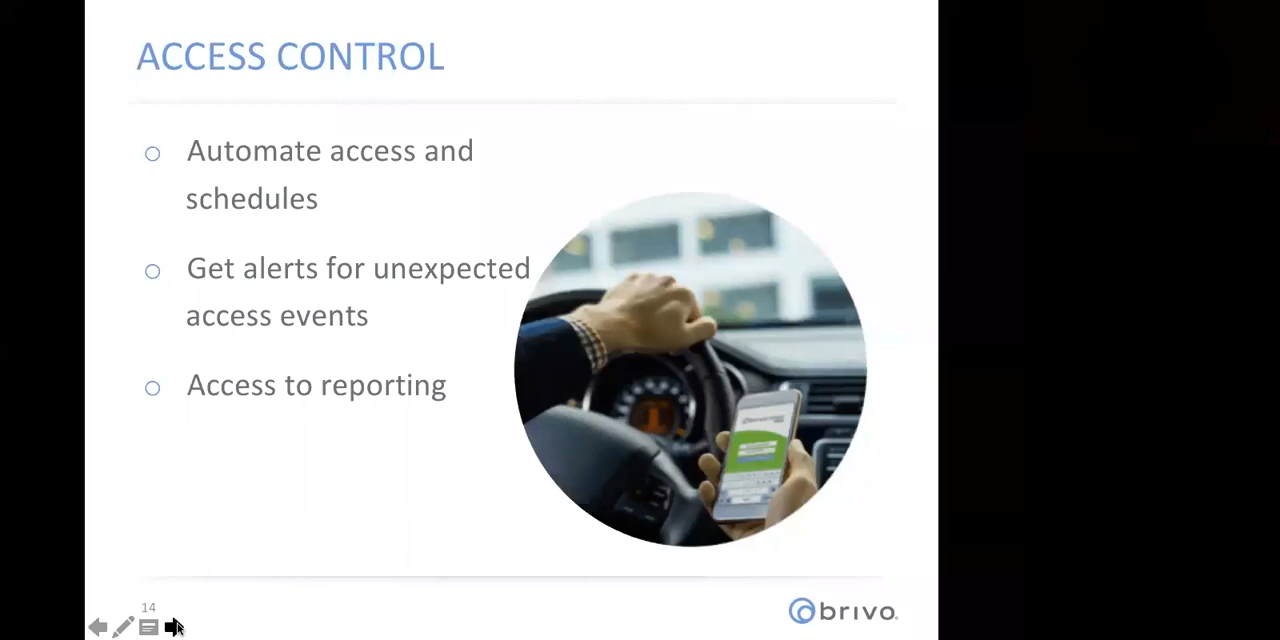 ACCESS CONTROL
Automate access and
schedules
Get alerts for unexpected
access events
Access to reporting
14
brivo